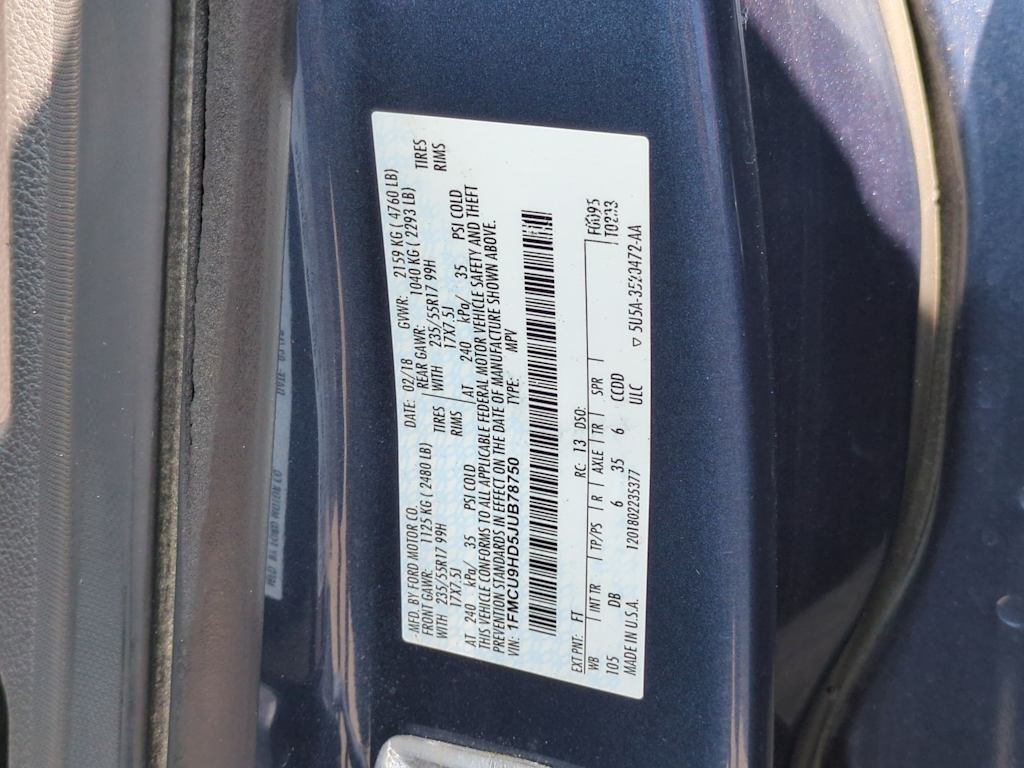 MFD. BY FORD MOTOR CO.
DATE: 02/18 GVWR: 2159 KG ( 4760 LB)
FRONT GAWR: 1125 KG ( 2480 LB) REAR GAWR: 1040 KG ( 2293 LB)
WITH 235/55R17 99H TIRES WITH 235/55R17 99H TIRES
17X7.5J RIMS 17X7.5J RIMS
AT 240 kPa/ 35 PSI COLD AT 240 kPa/ 35 PSI COLD
THIS VEHICLE CONFORMS TO ALL APPLICABLE FEDERAL MOTOR VEHICLE SAFETY AND THEFT
PREVENTION STANDARDS IN EFFECT ON THE DATE OF MANUFACTURE SHOWN ABOVE.
VIN: 1FMCU9HD5JUB78750 TYPE: MPV
EXT PNT: FT RC: 13 DSO:
WB INT TR TP/PS R AXLE TR SPR
105 DB 6 35 6 CCDD
MADE IN U.S.A. 1201802235377 ULC
▽ 5U5A-3520472-AA